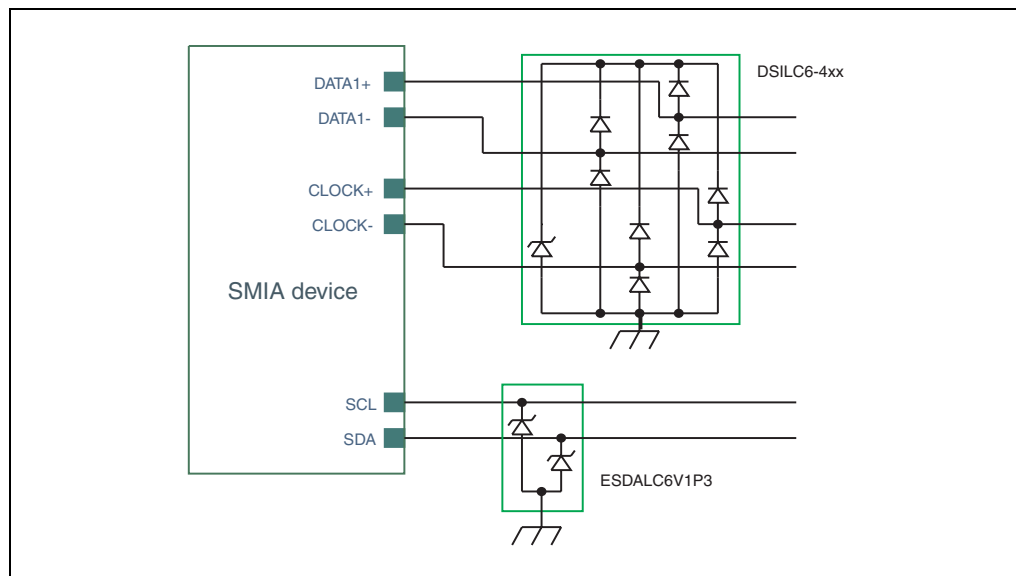 DSILC6-4xx
DATA1+
DATA1-
CLOCK+
CLOCK-
SMIA device
SCL
SDA
ESDALC6V1P3